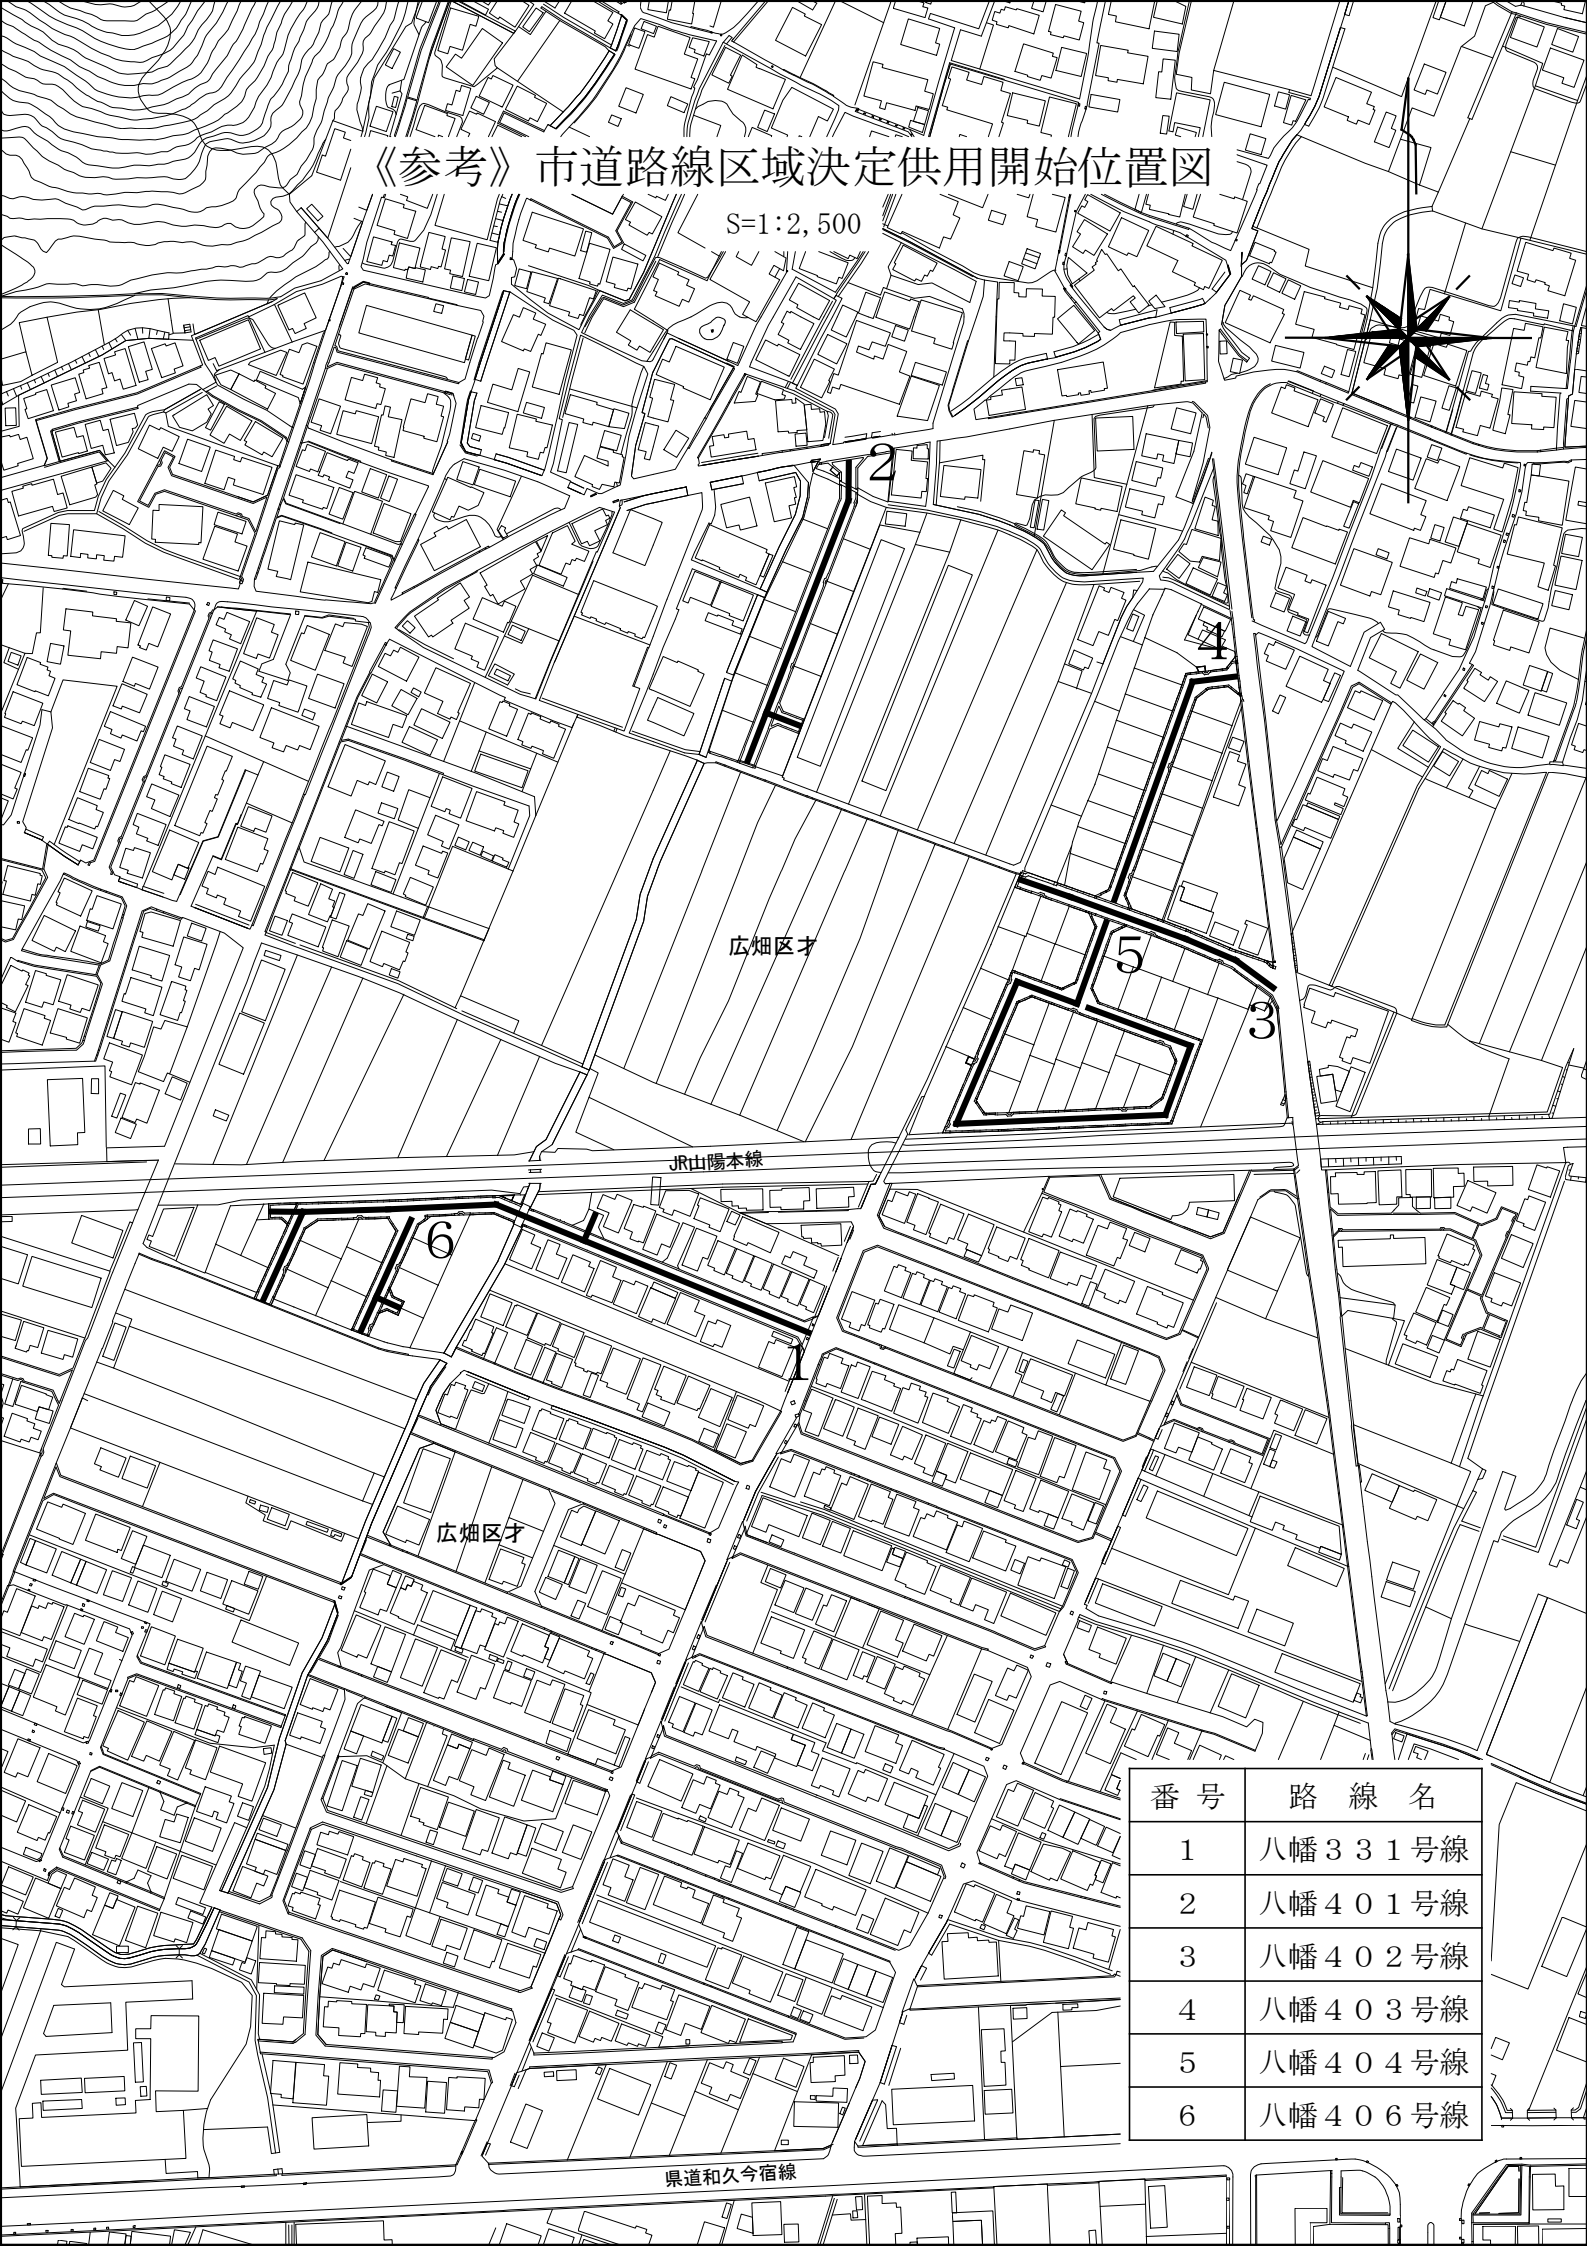 《参考》市道路線区域決定供用開始位置図
S=1:2,500
2
4
広畑区才
5
3
JR山陽本線
6
1
広畑区才
番号 路線名
1 八幡３３１号線
2 八幡４０１号線
3 八幡４０２号線
4 八幡４０３号線
5 八幡４０４号線
6 八幡４０６号線
県道和久今宿線